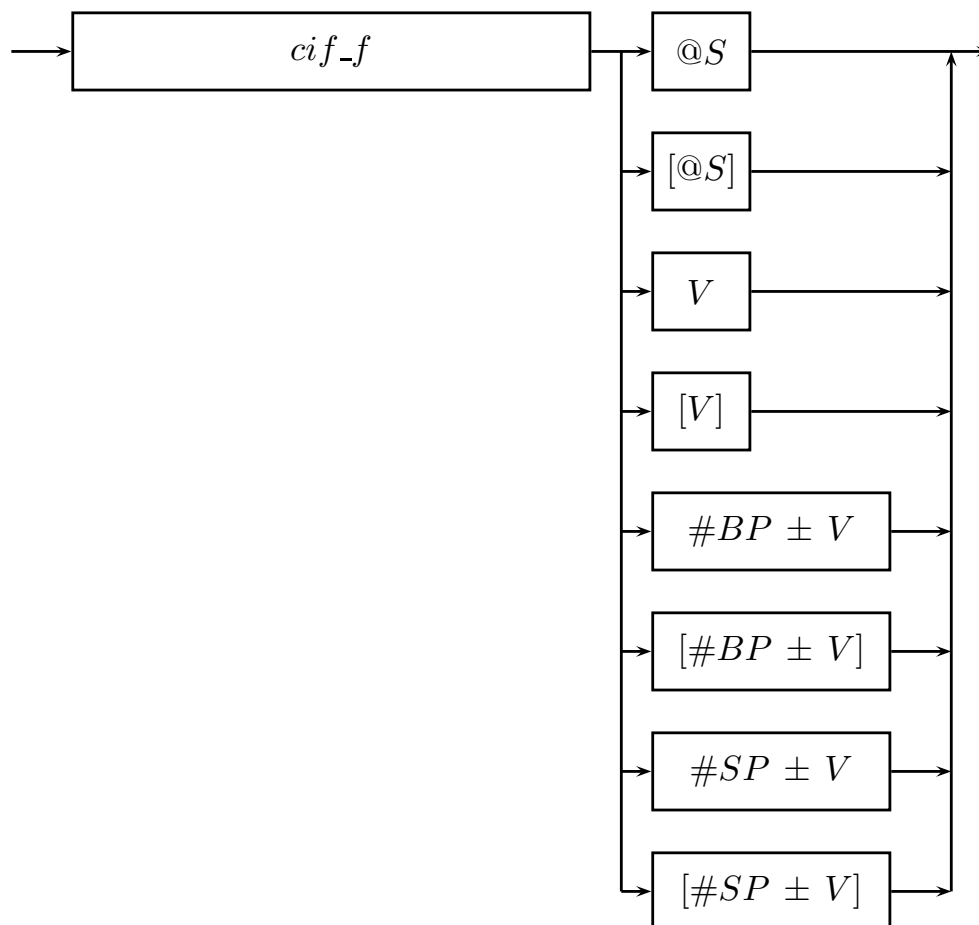 cif_f @S
[@S]
V
[V]
#BP ± V
[#BP ± V]
#SP ± V
[#SP ± V]